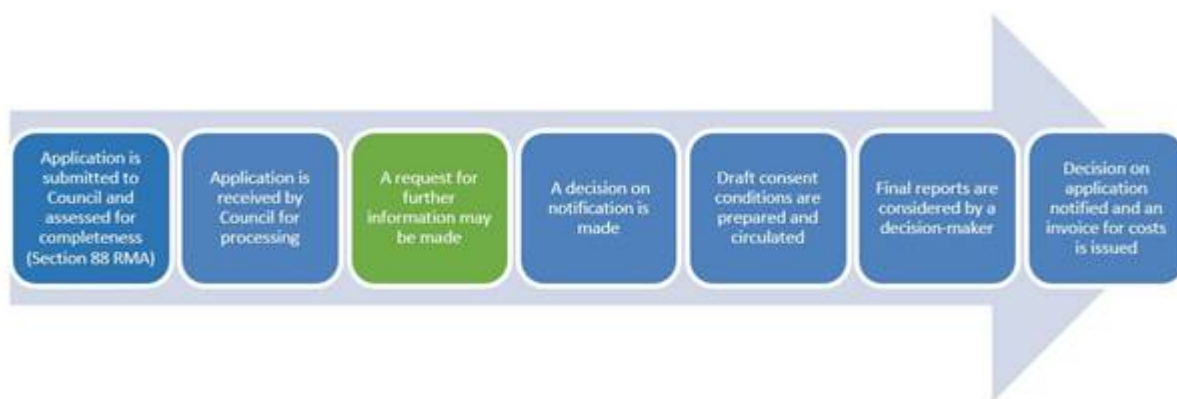 Application is
submitted to
Council and
assessed for
completeness
(Section 88 RMA)
Application is
received by
Council for
processing
A request for
further
information may
be made
A decision on
notification is
made
Draft consent
conditions are
prepared and
circulated
Final reports are
considered by a
decision-maker
Decision on
application
notified and an
invoice for costs
is issued